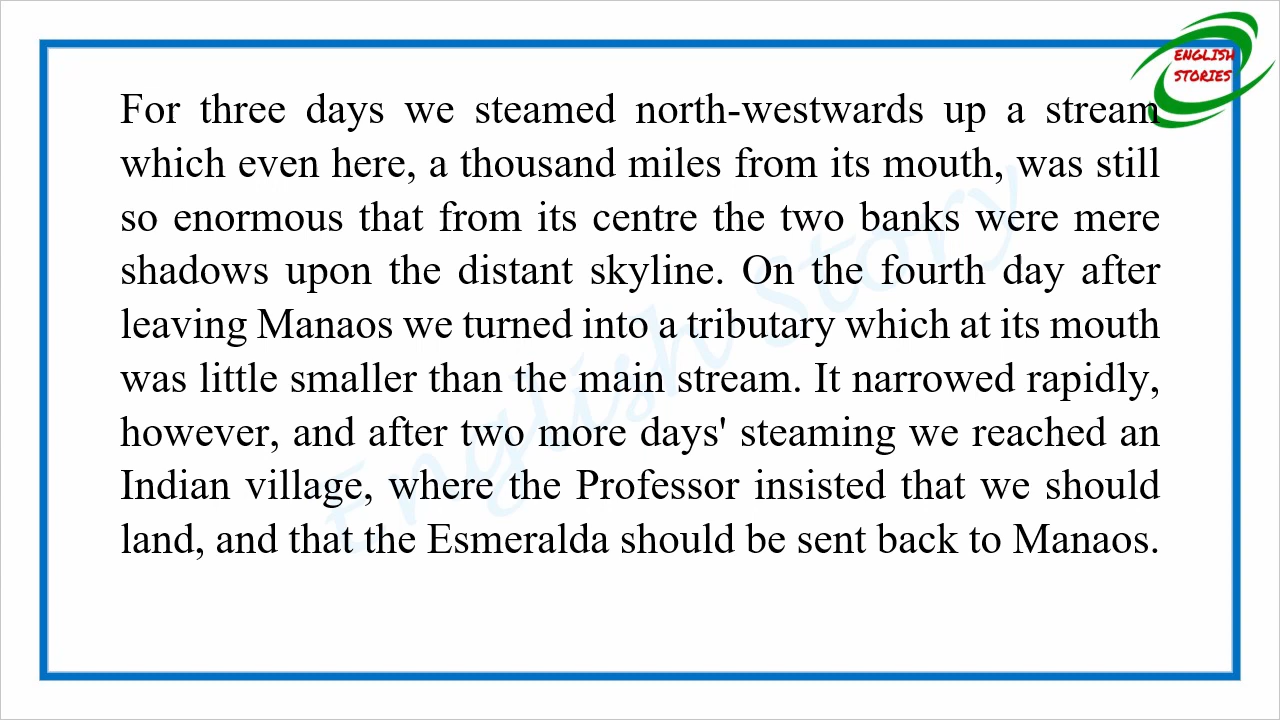 ENGLISH
STORIES
For three days we steamed north-westwards up a stream
which even here, a thousand miles from its mouth, was still
so enormous that from its centre the two banks were mere
shadows upon the distant skyline. On the fourth day after
leaving Manaos we turned into a tributary which at its mouth
was little smaller than the main stream. It narrowed rapidly,
however, and after two more days' steaming we reached an
Indian village, where the Professor insisted that we should
land, and that the Esmeralda should be sent back to Manaos.
English Story